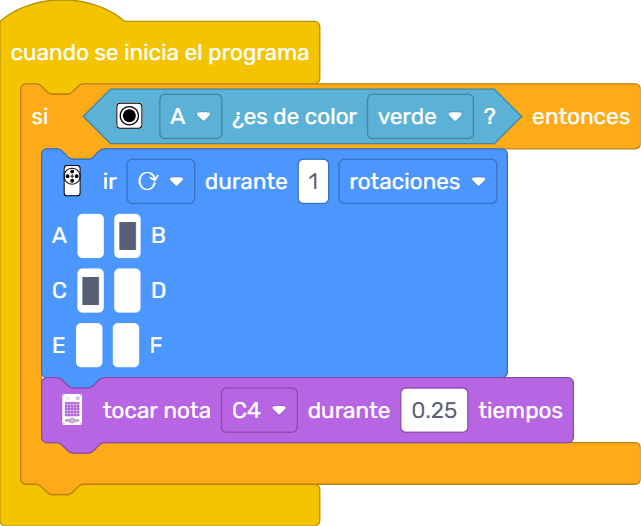 cuando se inicia el programa
si A ¿es de color verde ? entonces
ir durante 1 rotaciones
A B
C D
E F
tocar nota C4 durante 0.25 tiempos